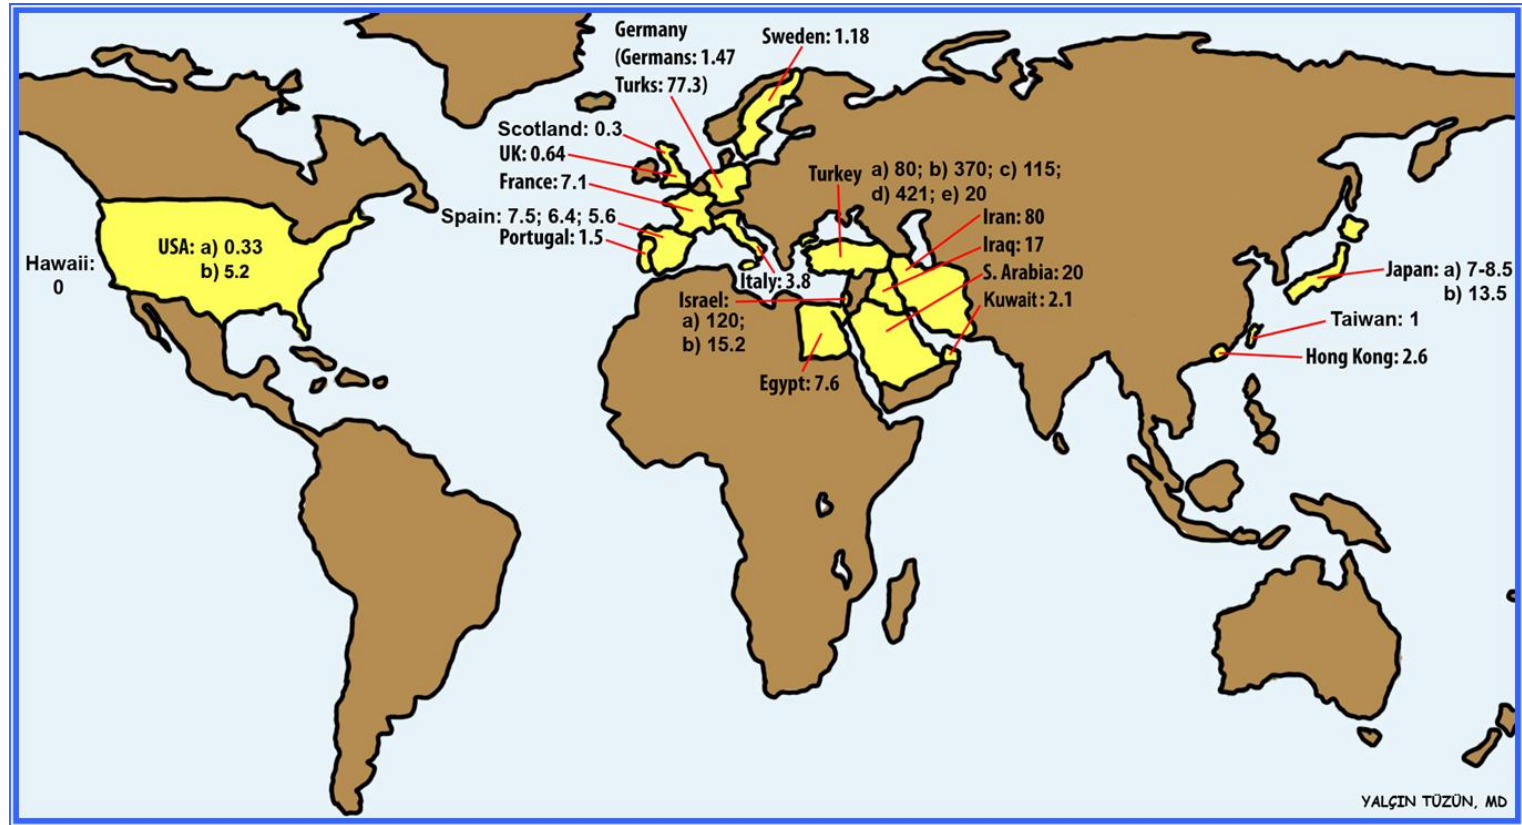 Germany
(Germans: 1.47
Turks: 77.3)
Sweden: 1.18
Scotland: 0.3
UK: 0.64
France: 7.1
Spain: 7.5; 6.4; 5.6
Portugal: 1.5
Italy: 3.8
Turkey a) 80; b) 370; c) 115;
d) 421; e) 20
Iran: 80
Iraq: 17
S. Arabia: 20
Kuwait: 2.1
Israel:
a) 120;
b) 15.2
Egypt: 7.6
USA: a) 0.33
b) 5.2
Hawaii:
0
Japan: a) 7-8.5
b) 13.5
Taiwan: 1
Hong Kong: 2.6
YALÇIN TÜZÜN, MD